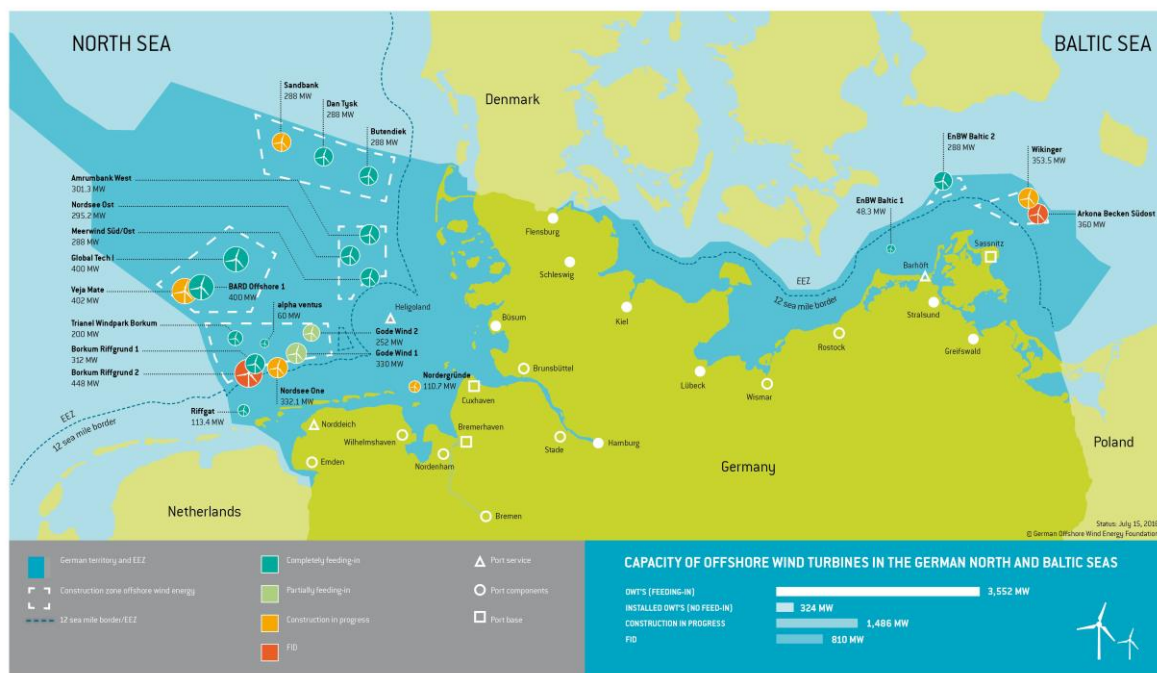 NORTH SEA
BALTIC SEA
Denmark
Sandbank
288 MW
Dan Tysk
288 MW
Butendiek
288 MW
Amrumbank West
301.3 MW
Nordsee Ost
295.2 MW
Meerwind Süd/Ost
288 MW
Global Tech I
400 MW
Veja Mate
402 MW
BARD Offshore 1
400 MW
alpha ventus
60 MW
Trianel Windpark Borkum
200 MW
Borkum Riffgrund 1
312 MW
Borkum Riffgrund 2
448 MW
Gode Wind 2
252 MW
Gode Wind 1
330 MW
Nordsee One
332.1 MW
Riffgat
113.4 MW
Nordergründe
110.7 MW
EnBW Baltic 2
288 MW
Wikinger
353.5 MW
EnBW Baltic 1
48.3 MW
Arkona Becken Südost
360 MW
Heligoland
Flensburg
Schleswig
Büsum
Kiel
Brunsbüttel
Cuxhaven
Lübeck
Wismar
Rostock
Barhöft
Sassnitz
Stralsund
Greifswald
EEZ
12 sea mile border
EEZ
12 sea mile border
Norddeich
Wilhelmshaven
Bremerhaven
Emden
Nordenham
Stade
Hamburg
Bremen
Netherlands
Germany
Poland
Status: July 15, 201
© German Offshore Wind Energy Foundation
German territory and EEZ
Construction zone offshore wind energy
12 sea mile border/EEZ
Completely feeding-in
Partially feeding-in
Construction in progress
FID
Port service
Port components
Port base
CAPACITY OF OFFSHORE WIND TURBINES IN THE GERMAN NORTH AND BALTIC SEAS
OWT'S (FEEDING-IN) 3,552 MW
INSTALLED OWT'S (NO FEED-IN) 324 MW
CONSTRUCTION IN PROGRESS 1,486 MW
FID 810 MW